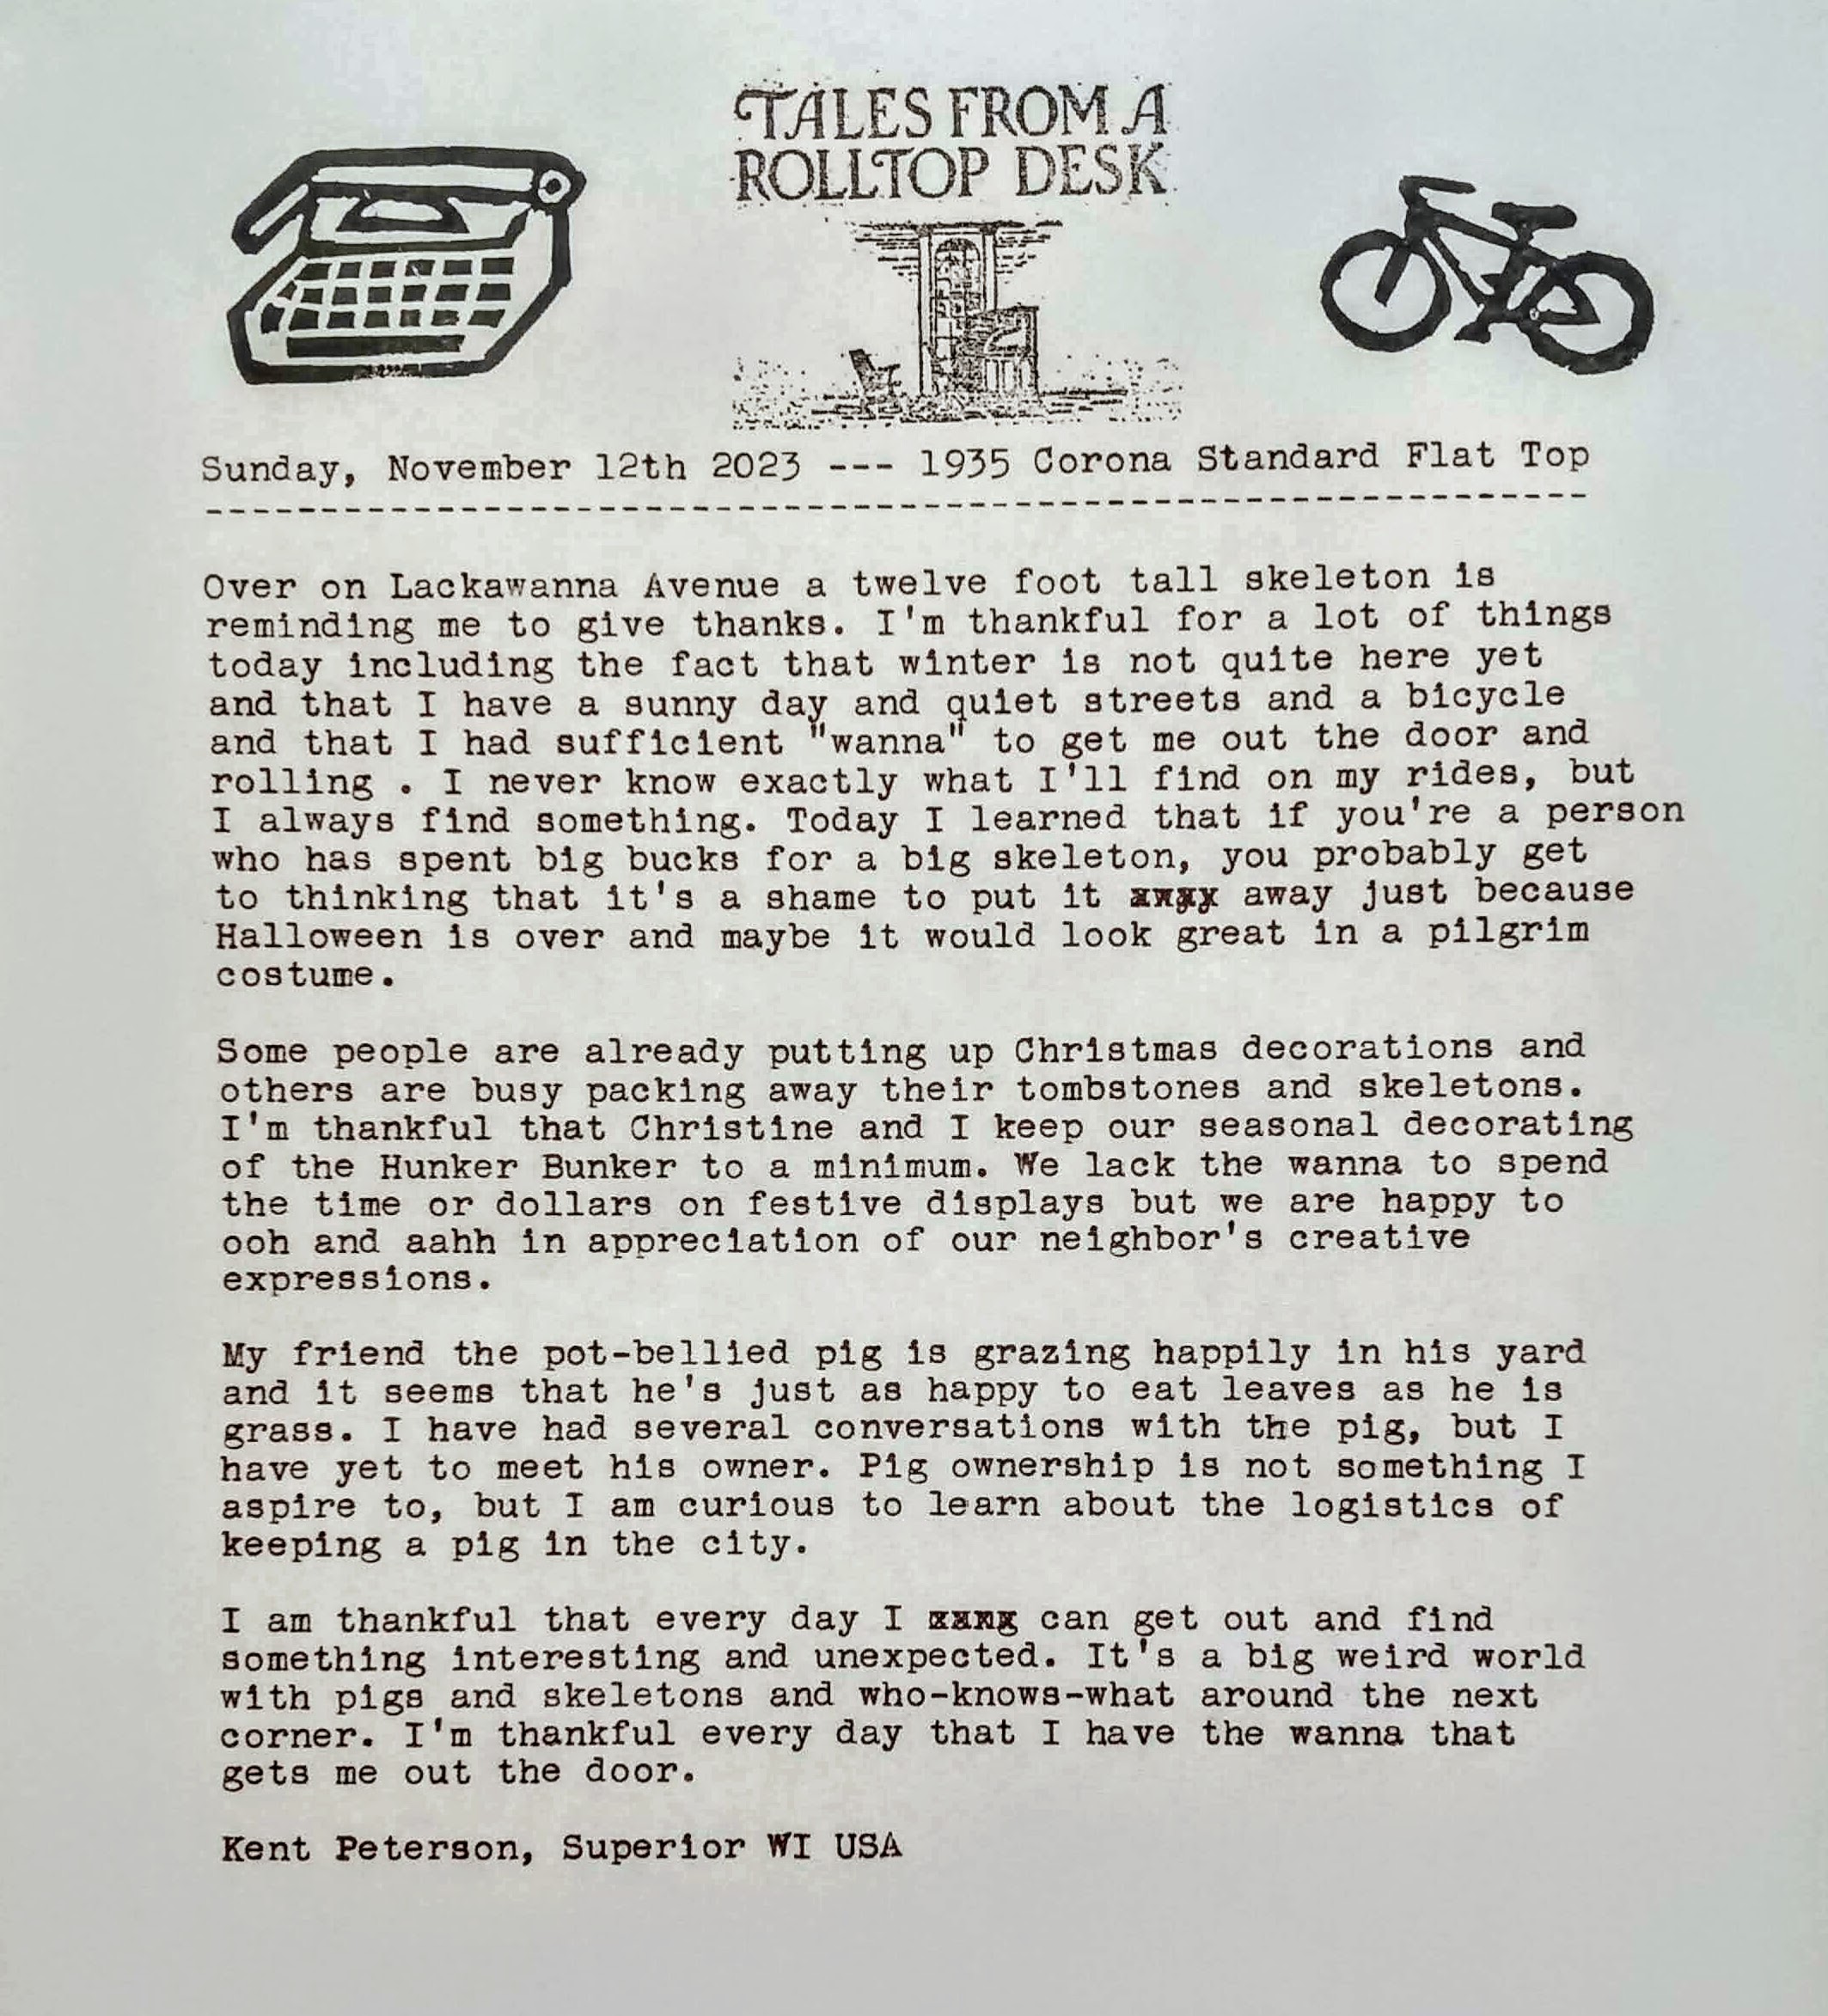 TALES FROM A
ROLLTOP DESK
Sunday, November 12th 2023 --- 1935 Corona Standard Flat Top
------------------------------------------------------------
Over on Lackawanna Avenue a twelve foot tall skeleton is
reminding me to give thanks. I'm thankful for a lot of things
today including the fact that winter is not quite here yet
and that I have a sunny day and quiet streets and a bicycle
and that I had sufficient "wanna" to get me out the door and
rolling . I never know exactly what I'll find on my rides, but
I always find something. Today I learned that if you're a person
who has spent big bucks for a big skeleton, you probably get
to thinking that it's a shame to put it away just because
Halloween is over and maybe it would look great in a pilgrim
costume.
Some people are already putting up Christmas decorations and
others are busy packing away their tombstones and skeletons.
I'm thankful that Christine and I keep our seasonal decorating
of the Hunker Bunker to a minimum. We lack the wanna to spend
the time or dollars on festive displays but we are happy to
ooh and aahh in appreciation of our neighbor's creative
expressions.
My friend the pot-bellied pig is grazing happily in his yard
and it seems that he's just as happy to eat leaves as he is
grass. I have had several conversations with the pig, but I
have yet to meet his owner. Pig ownership is not something I
aspire to, but I am curious to learn about the logistics of
keeping a pig in the city.
I am thankful that every day I can get out and find
something interesting and unexpected. It's a big weird world
with pigs and skeletons and who-knows-what around the next
corner. I'm thankful every day that I have the wanna that
gets me out the door.
Kent Peterson, Superior WI USA